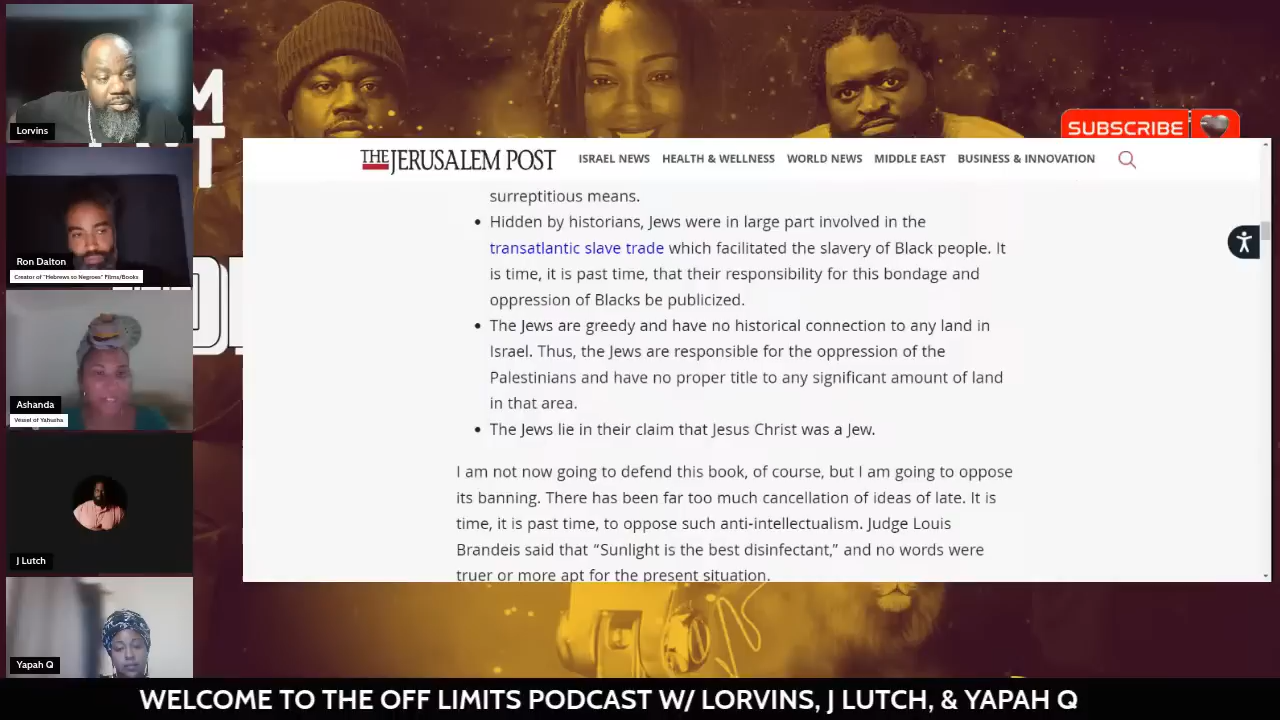 Lorvins
Ron Dalton
Creator of "Hebrews to Negroes" Films/Books
Ashanda
Vessel of Yahusha
J Lutch
Yapah Q
SUBSCRIBE
THE JERUSALEM POST
ISRAEL NEWS HEALTH & WELLNESS WORLD NEWS MIDDLE EAST BUSINESS & INNOVATION
surreptitious means.
• Hidden by historians, Jews were in large part involved in the
transatlantic slave trade which facilitated the slavery of Black people. It
is time, it is past time, that their responsibility for this bondage and
oppression of Blacks be publicized.
• The Jews are greedy and have no historical connection to any land in
Israel. Thus, the Jews are responsible for the oppression of the
Palestinians and have no proper title to any significant amount of land
in that area.
• The Jews lie in their claim that Jesus Christ was a Jew.
I am not now going to defend this book, of course, but I am going to oppose
its banning. There has been far too much cancellation of ideas of late. It is
time, it is past time, to oppose such anti-intellectualism. Judge Louis
Brandeis said that “Sunlight is the best disinfectant,” and no words were
truer or more apt for the present situation.
WELCOME TO THE OFF LIMITS PODCAST W/ LORVINS, J LUTCH, & YAPAH Q